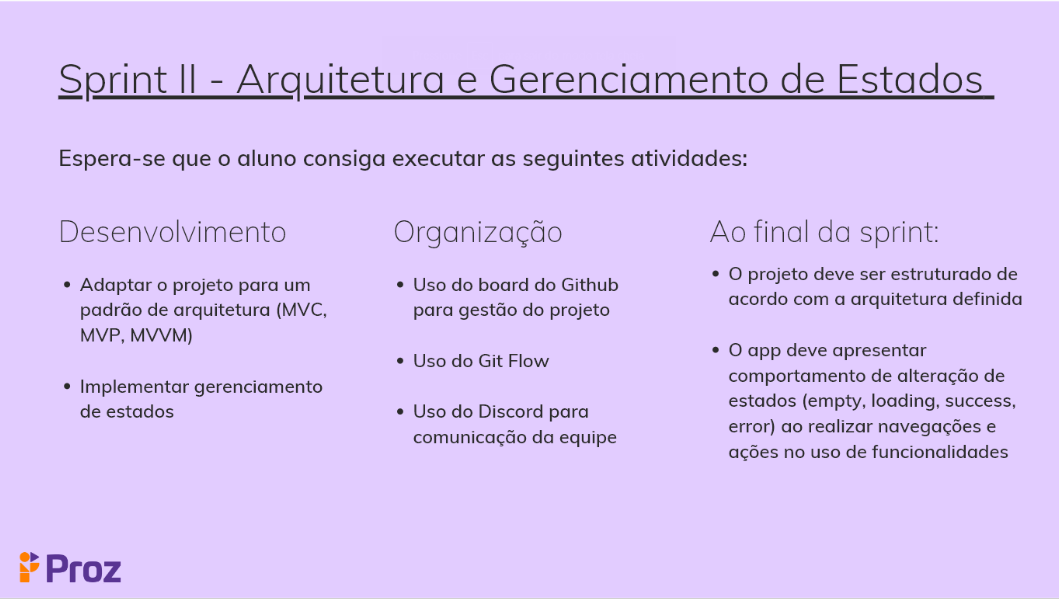 Sprint II - Arquitetura e Gerenciamento de Estados
Espera-se que o aluno consiga executar as seguintes atividades:
Desenvolvimento
• Adaptar o projeto para um
padrão de arquitetura (MVC,
MVP, MVVM)
• Implementar gerenciamento
de estados
Organização
• Uso do board do Github
para gestão do projeto
• Uso do Git Flow
• Uso do Discord para
comunicação da equipe
Ao final da sprint:
• O projeto deve ser estruturado de
acordo com a arquitetura definida
• O app deve apresentar
comportamento de alteração de
estados (empty, loading, success,
error) ao realizar navegações e
ações no uso de funcionalidades
Proz